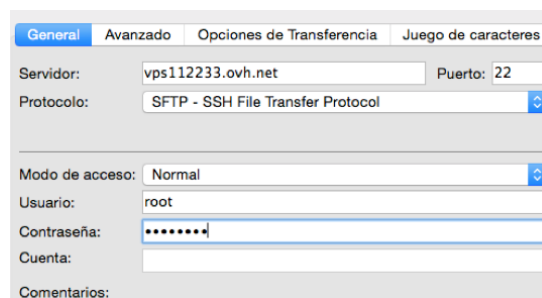 General Avanzado Opciones de Transferencia Juego de caracteres
Servidor: vps112233.ovh.net Puerto: 22
Protocolo: SFTP - SSH File Transfer Protocol
Modo de acceso: Normal
Usuario: root
Contraseña: ••••••••
Cuenta:
Comentarios: